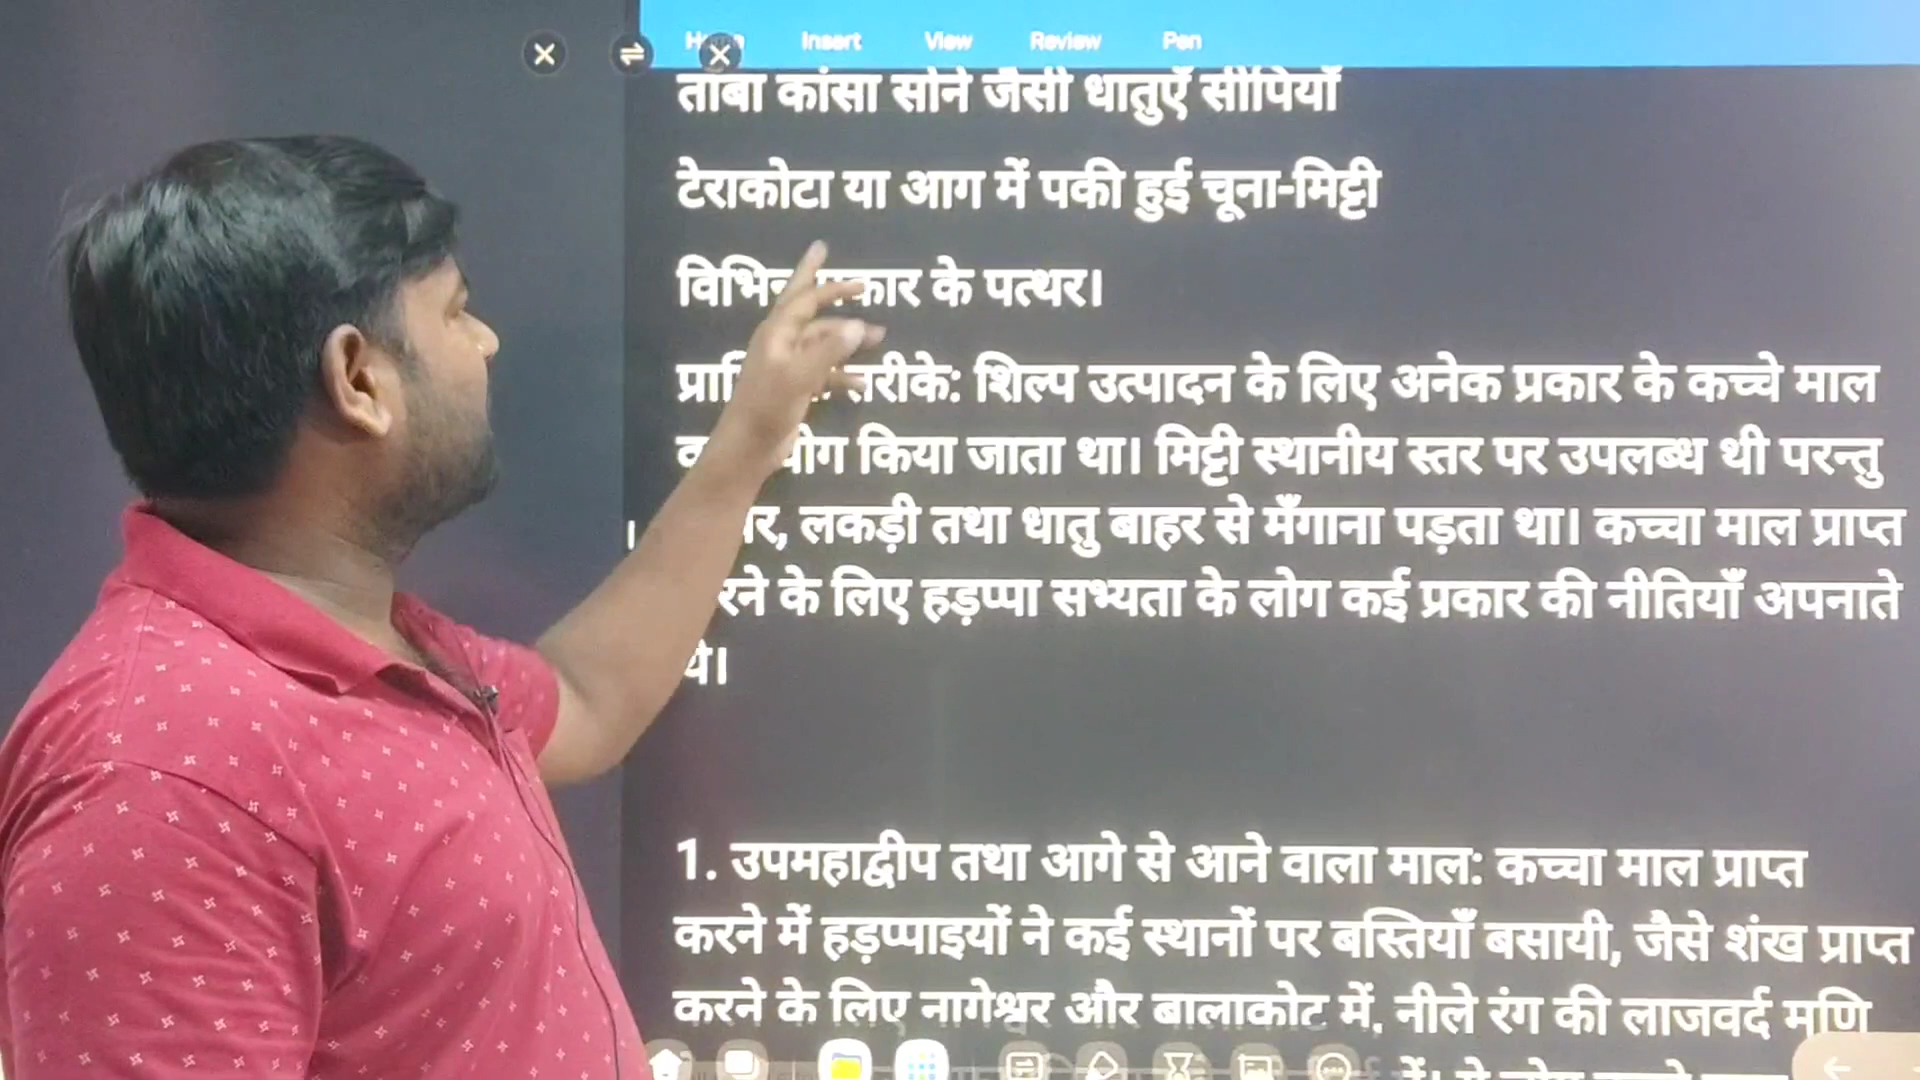 Insert View Review Pen
ताबा कांसा सोने जैसी धातुएँ सीपियाँ
टेराकोटा या आग में पकी हुई चूना-मिट्टी
के पत्थर।
तरीके: शिल्प उत्पादन के लिए अनेक प्रकार के कच्चे माल
किया जाता था। मिट्टी स्थानीय स्तर पर उपलब्ध थी परन्तु
लकड़ी तथा धातु बाहर से मँगाना पड़ता था। कच्चा माल प्राप्त
के लिए हड़प्पा सभ्यता के लोग कई प्रकार की नीतियाँ अपनाते
1. उपमहाद्वीप तथा आगे से आने वाला माल: कच्चा माल प्राप्त
करने में हड़प्पाइयों ने कई स्थानों पर बस्तियाँ बसायी, जैसे शंख प्राप्त
करने के लिए नागेश्वर और बालाकोट में, नीले रंग की लाजवर्द मणि